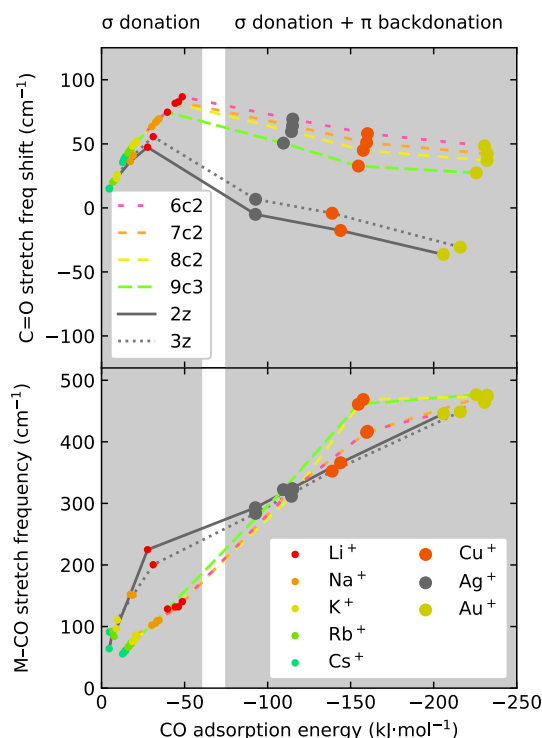 σ donation
σ donation + π backdonation
C=O stretch freq shift (cm⁻¹)
100
50
0
−50
−100
6c2
7c2
8c2
9c3
2z
3z
M–CO stretch frequency (cm⁻¹)
500
400
300
200
100
0
Li⁺
Na⁺
K⁺
Rb⁺
Cs⁺
Cu⁺
Ag⁺
Au⁺
0
−50
−100
−150
−200
−250
CO adsorption energy (kJ·mol⁻¹)